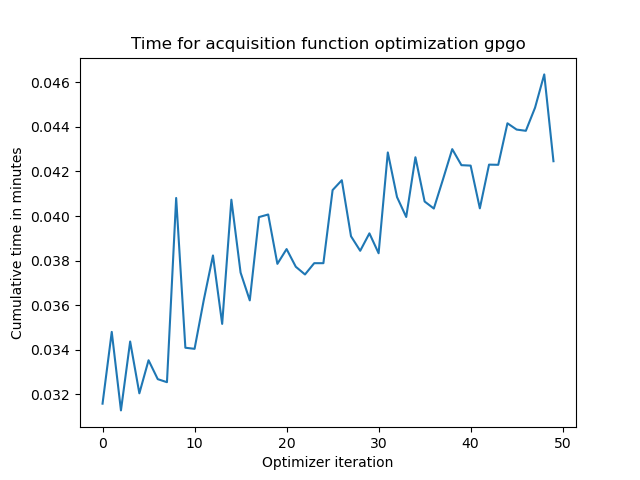 Time for acquisition function optimization gpgo
0.046
0.044
0.042
0.040
0.038
0.036
0.034
0.032
Cumulative time in minutes
0 10 20 30 40 50
Optimizer iteration